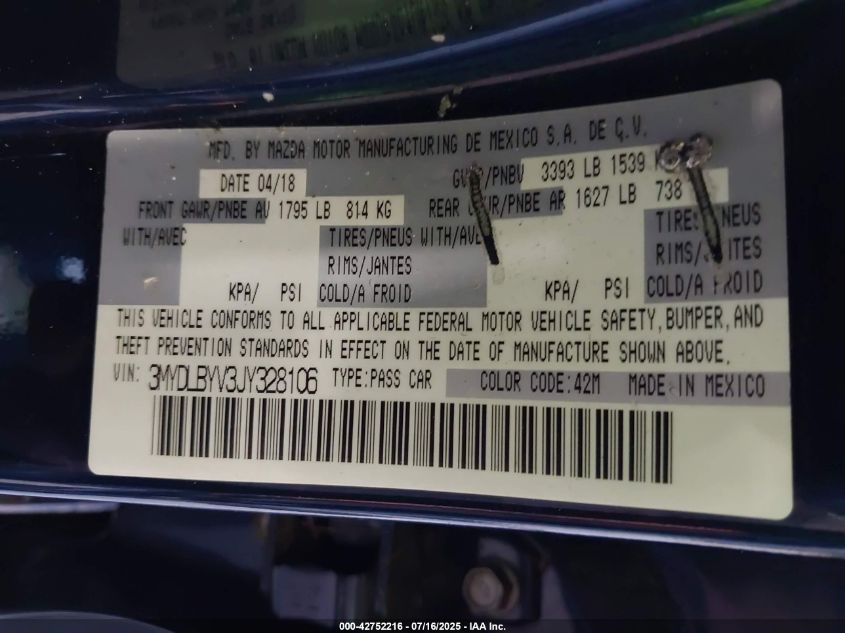 MFD. BY MAZDA MOTOR MANUFACTURING DE MEXICO S.A. DE C.V.
DATE 04/18 /PNBV 3393 LB 1539
FRONT GAWR/PNBE AV 1795 LB 814 KG REAR /PNBE AR 1627 LB 738
WITH/AVEC TIRES/PNEUS WITH/AVEC TIRES/PNEUS
RIMS/JANTES RIMS/JANTES
KPA/ PSI COLD/A FROID KPA/ PSI COLD/A FROID
THIS VEHICLE CONFORMS TO ALL APPLICABLE FEDERAL MOTOR VEHICLE SAFETY, BUMPER, AND
THEFT PREVENTION STANDARDS IN EFFECT ON THE DATE OF MANUFACTURE SHOWN ABOVE.
VIN: 3MYDLBYV3JY328106 TYPE:PASS CAR COLOR CODE:42M MADE IN MEXICO
000-42752216 - 07/16/2025 - IAA Inc.